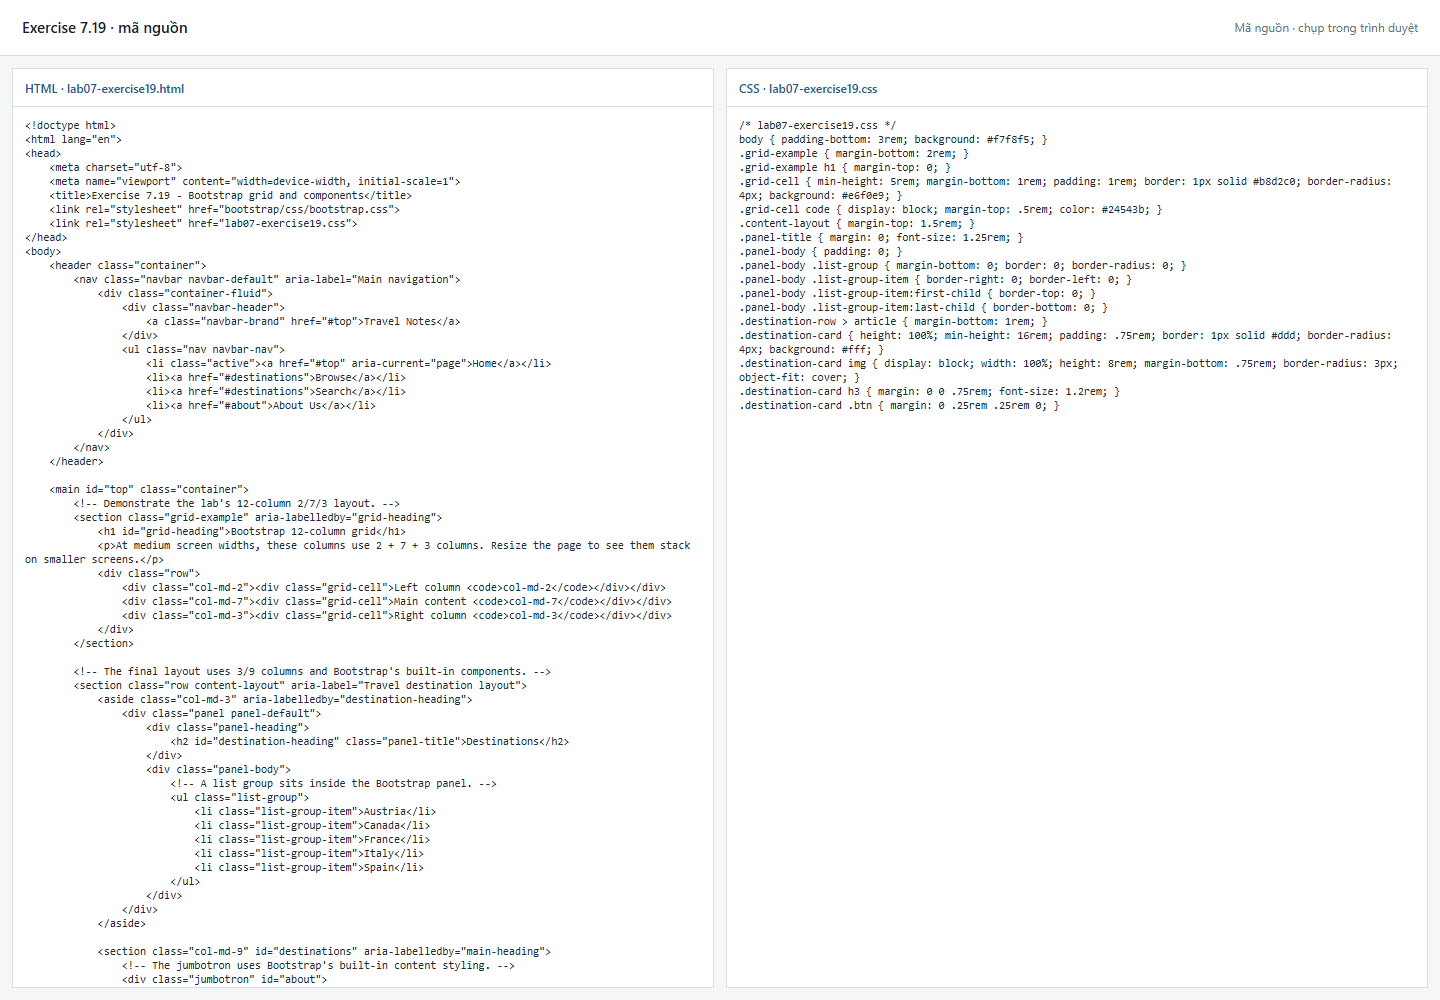 Exercise 7.19 · mã nguồn
Mã nguồn · chụp trong trình duyệt
HTML · lab07-exercise19.html
<!doctype html>
<html lang="en">
<head>
    <meta charset="utf-8">
    <meta name="viewport" content="width=device-width, initial-scale=1">
    <title>Exercise 7.19 - Bootstrap grid and components</title>
    <link rel="stylesheet" href="bootstrap/css/bootstrap.css">
    <link rel="stylesheet" href="lab07-exercise19.css">
</head>
<body>
    <header class="container">
        <nav class="navbar navbar-default" aria-label="Main navigation">
            <div class="container-fluid">
                <div class="navbar-header">
                    <a class="navbar-brand" href="#top">Travel Notes</a>
                </div>
                <ul class="nav navbar-nav">
                    <li class="active"><a href="#top" aria-current="page">Home</a></li>
                    <li><a href="#destinations">Browse</a></li>
                    <li><a href="#destinations">Search</a></li>
                    <li><a href="#about">About Us</a></li>
                </ul>
            </div>
        </nav>
    </header>

    <main id="top" class="container">
        <!-- Demonstrate the lab's 12-column 2/7/3 layout. -->
        <section class="grid-example" aria-labelledby="grid-heading">
            <h1 id="grid-heading">Bootstrap 12-column grid</h1>
            <p>At medium screen widths, these columns use 2 + 7 + 3 columns. Resize the page to see them stack
on smaller screens.</p>
            <div class="row">
                <div class="col-md-2"><div class="grid-cell">Left column <code>col-md-2</code></div></div>
                <div class="col-md-7"><div class="grid-cell">Main content <code>col-md-7</code></div></div>
                <div class="col-md-3"><div class="grid-cell">Right column <code>col-md-3</code></div></div>
            </div>
        </section>

        <!-- The final layout uses 3/9 columns and Bootstrap's built-in components. -->
        <section class="row content-layout" aria-label="Travel destination layout">
            <aside class="col-md-3" aria-labelledby="destination-heading">
                <div class="panel panel-default">
                    <div class="panel-heading">
                        <h2 id="destination-heading" class="panel-title">Destinations</h2>
                    </div>
                    <div class="panel-body">
                        <!-- A list group sits inside the Bootstrap panel. -->
                        <ul class="list-group">
                            <li class="list-group-item">Austria</li>
                            <li class="list-group-item">Canada</li>
                            <li class="list-group-item">France</li>
                            <li class="list-group-item">Italy</li>
                            <li class="list-group-item">Spain</li>
                        </ul>
                    </div>
                </div>
            </aside>

            <section class="col-md-9" id="destinations" aria-labelledby="main-heading">
                <!-- The jumbotron uses Bootstrap's built-in content styling. -->
                <div class="jumbotron" id="about">
CSS · lab07-exercise19.css
/* lab07-exercise19.css */
body { padding-bottom: 3rem; background: #f7f8f5; }
.grid-example { margin-bottom: 2rem; }
.grid-example h1 { margin-top: 0; }
.grid-cell { min-height: 5rem; margin-bottom: 1rem; padding: 1rem; border: 1px solid #b8d2c0; border-radius:
4px; background: #e6f0e9; }
.grid-cell code { display: block; margin-top: .5rem; color: #24543b; }
.content-layout { margin-top: 1.5rem; }
.panel-title { margin: 0; font-size: 1.25rem; }
.panel-body { padding: 0; }
.panel-body .list-group { margin-bottom: 0; border: 0; border-radius: 0; }
.panel-body .list-group-item { border-right: 0; border-left: 0; }
.panel-body .list-group-item:first-child { border-top: 0; }
.panel-body .list-group-item:last-child { border-bottom: 0; }
.destination-row > article { margin-bottom: 1rem; }
.destination-card { height: 100%; min-height: 16rem; padding: .75rem; border: 1px solid #ddd; border-radius:
4px; background: #fff; }
.destination-card img { display: block; width: 100%; height: 8rem; margin-bottom: .75rem; border-radius: 3px;
object-fit: cover; }
.destination-card h3 { margin: 0 0 .75rem; font-size: 1.2rem; }
.destination-card .btn { margin: 0 .25rem .25rem 0; }